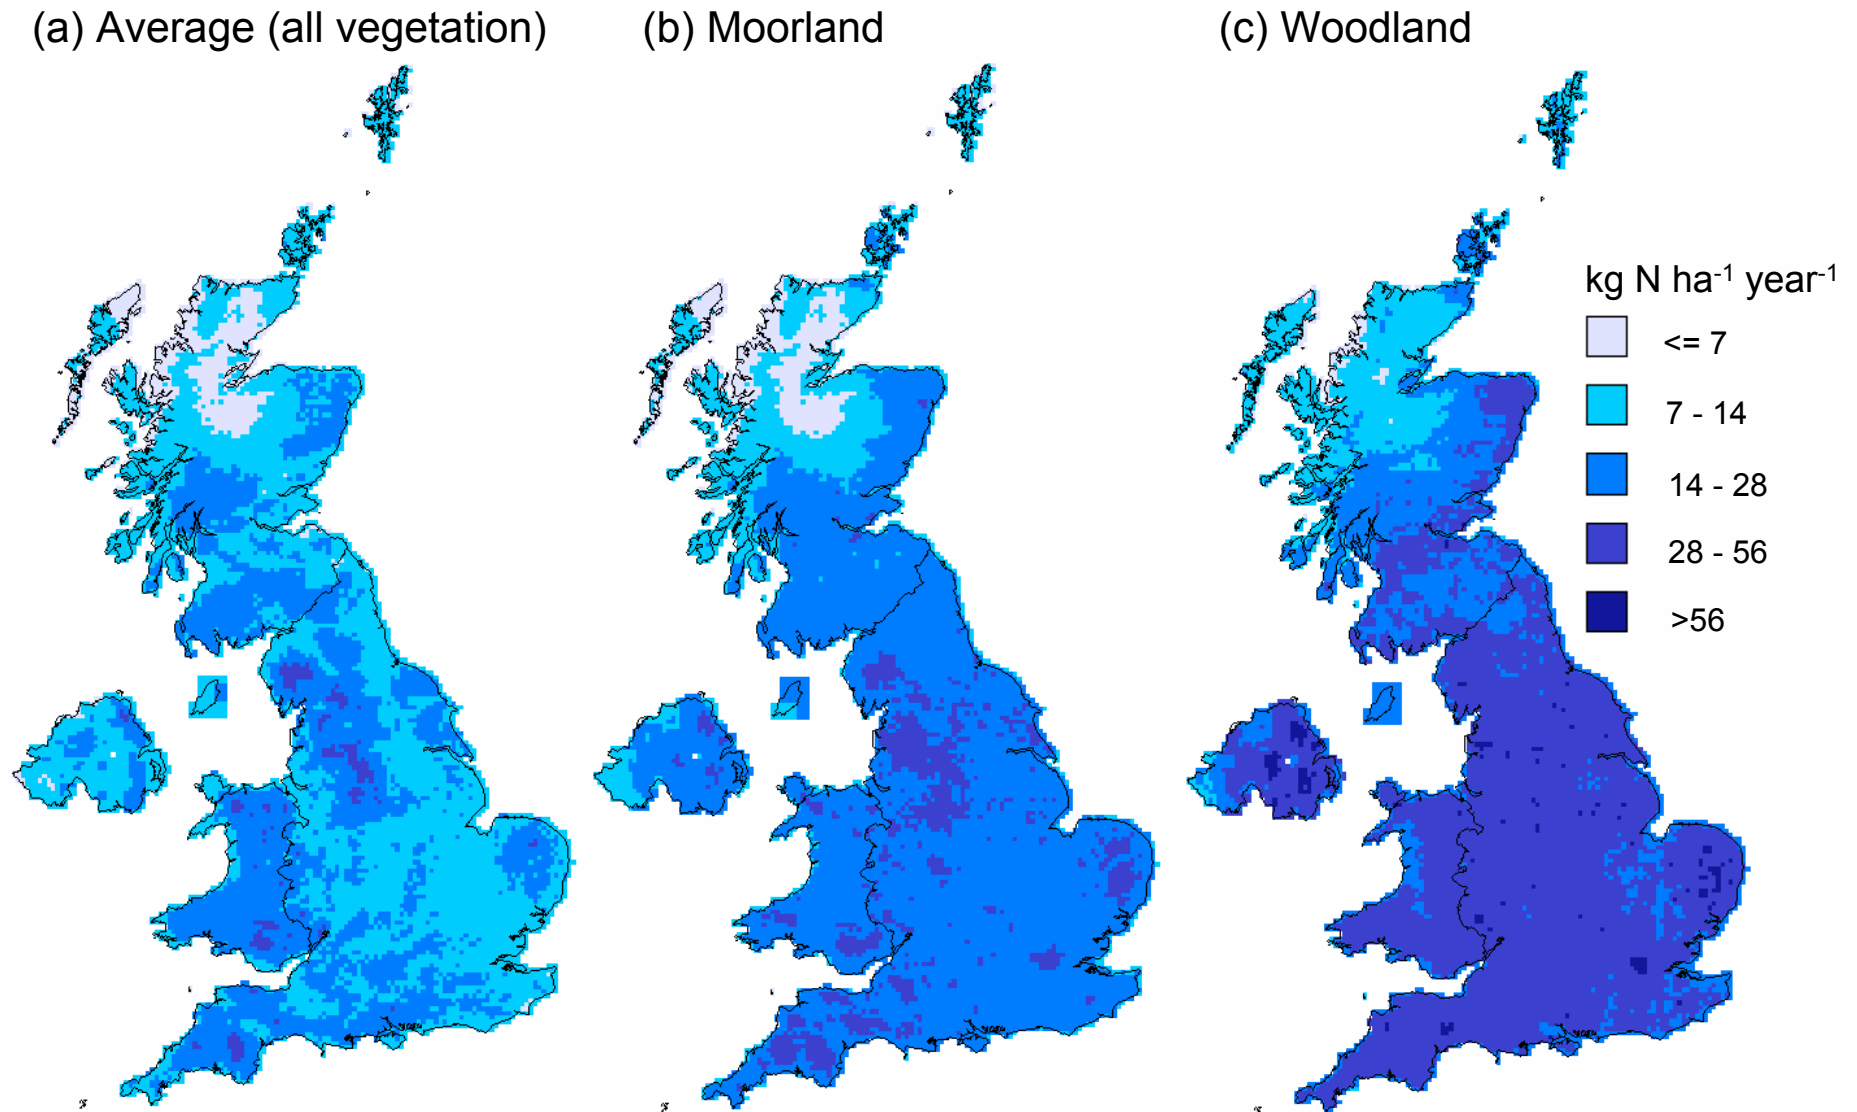 (a) Average (all vegetation)
(b) Moorland
(c) Woodland
kg N ha⁻¹ year⁻¹
<= 7
7 - 14
14 - 28
28 - 56
>56